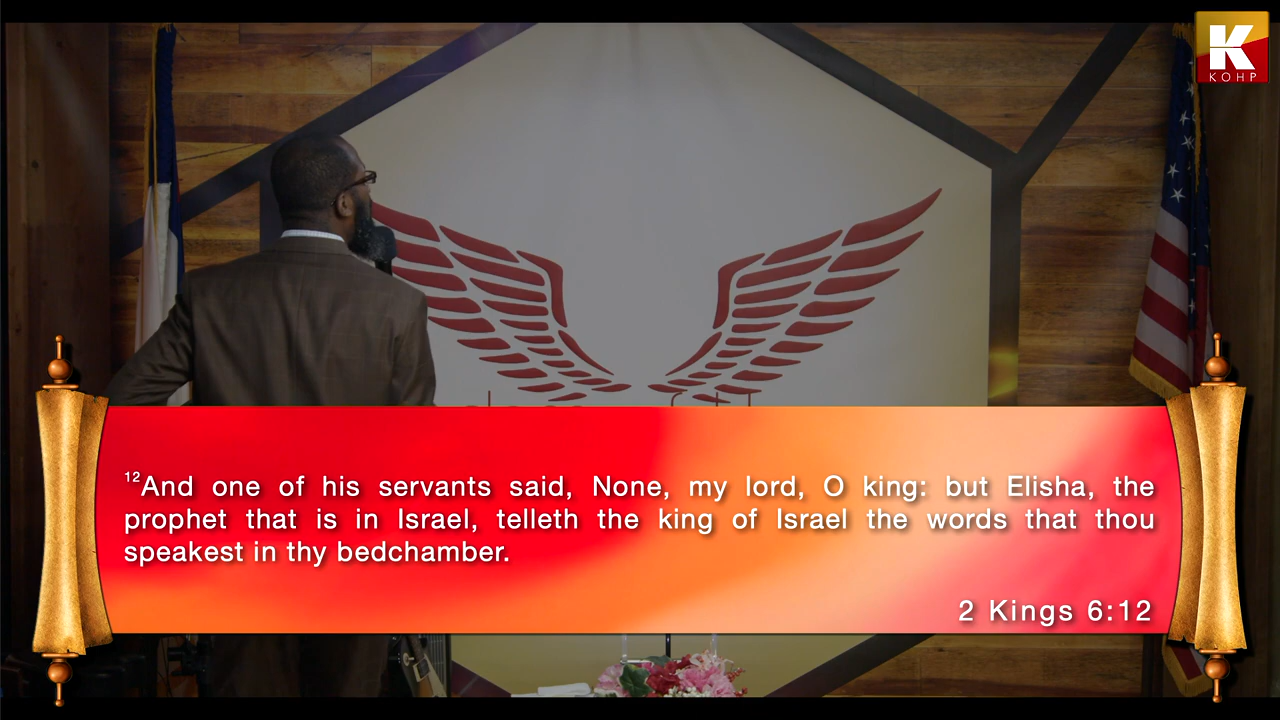 K
KOHP
12And one of his servants said, None, my lord, O king: but Elisha, the
prophet that is in Israel, telleth the king of Israel the words that thou
speakest in thy bedchamber.
2 Kings 6:12